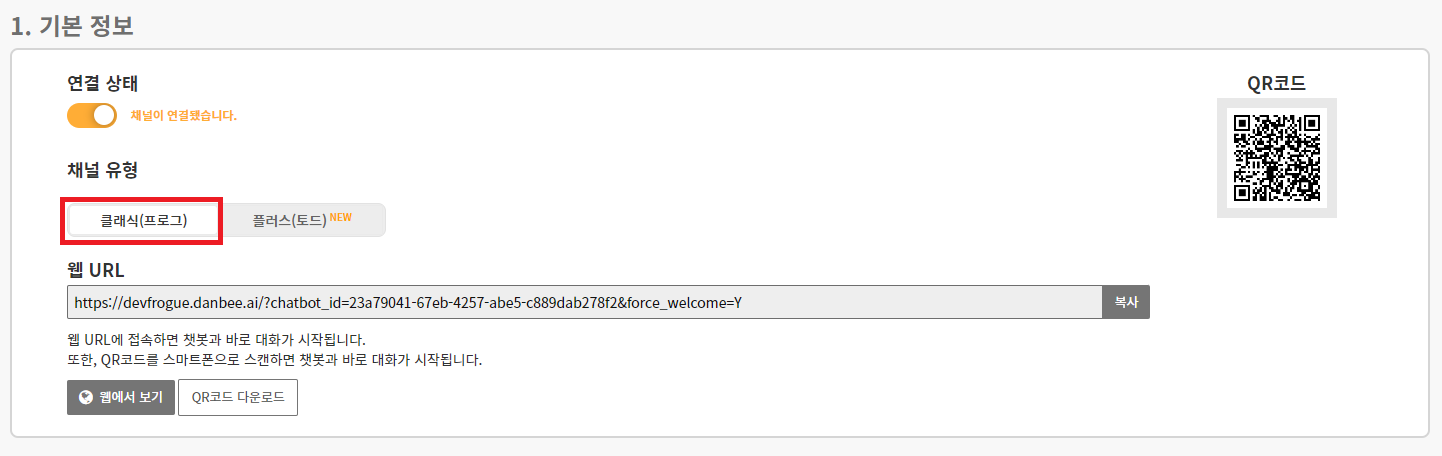 1. 기본 정보
연결 상태
채널이 연결됐습니다.
QR코드
채널 유형
클래식(프로그)
플러스(토드) NEW
웹 URL
https://devfrogue.danbee.ai/?chatbot_id=23a79041-67eb-4257-abe5-c889dab278f2&force_welcome=Y
복사
웹 URL에 접속하면 챗봇과 바로 대화가 시작됩니다.
또한, QR코드를 스마트폰으로 스캔하면 챗봇과 바로 대화가 시작됩니다.
웹에서 보기
QR코드 다운로드